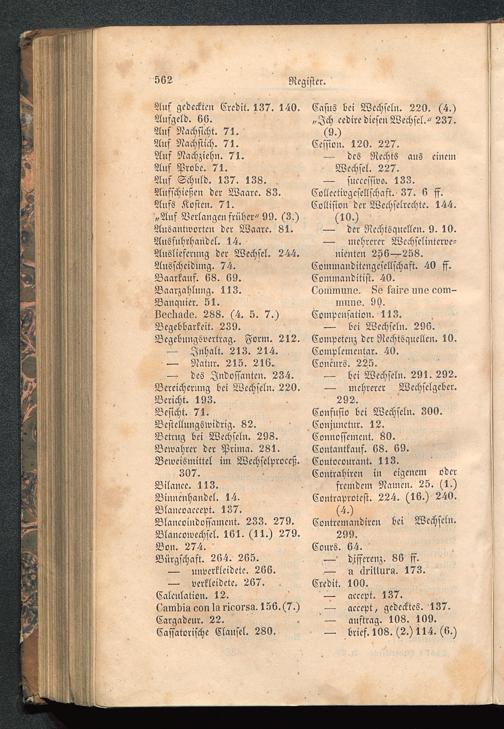 562
Register.
Auf gedeckten Credit. 137. 140.
Aufgeld. 66.
Auf Nachsicht. 71.
Auf Nachstich. 71.
Auf Nachziehn. 71.
Auf Probe. 71.
Auf Schuld. 137. 138.
Aufschießen der Waare. 83.
Aufs Kosten. 71.
„Auf Verlangen früher“ 99. (3.)
Ausantworten der Waare. 81.
Ausfuhrhandel. 14.
Auslieferung der Wechsel. 244.
Ausscheidung. 74.
Baarkauf. 68. 69.
Baarzahlung. 113.
Banquier. 51.
Bechade. 288. (4. 5. 7.)
Begebbarkeit. 239.
Begebungsvertrag. Form. 212.
— Inhalt. 213. 214.
— Natur. 215. 216.
— des Indossanten. 234.
Bereicherung bei Wechseln. 220.
Bericht. 193.
Besicht. 71.
Bestellungswidrig. 82.
Betrug bei Wechseln. 298.
Bewahrer der Prima. 281.
Beweismittel im Wechselproceß.
307.
Bilance. 113.
Binnenhandel. 14.
Blancoaccept. 137.
Blancoindossament. 233. 279.
Blancowechsel. 161. (11.) 279.
Bon. 274.
Bürgschaft. 264. 265.
— unverkleidete. 266.
— verkleidete. 267.
Calculation. 12.
Cambia con la ricorsa. 156. (7.)
Cargadeur. 22.
Cassatorische Clausel. 280.
Casus bei Wechseln. 220. (4.)
„Ich cedire diesen Wechsel.“ 237.
(9.)
Cession. 120. 227.
— des Rechts aus einem
Wechsel. 227.
— successive. 133.
Collectivgesellschaft. 37. 6 ff.
Collision der Wechselrechte. 144.
(10.)
— der Rechtsquellen. 9. 10.
— mehrerer Wechselinterve-
nienten 256—258.
Commanditengesellschaft. 40 ff.
Commanditist. 40.
Commune. Se faire une com-
mune. 90.
Compensation. 113.
— bei Wechseln. 296.
Competenz der Rechtsquellen. 10.
Complementar. 40.
Concurs. 225.
— bei Wechseln. 291. 292.
— mehrerer Wechselgeber.
292.
Confusio bei Wechseln. 300.
Conjunctur. 12.
Connossement. 80.
Contantkauf. 68. 69.
Contocourant. 113.
Contrahiren in eigenem oder
fremdem Namen. 25. (1.)
Contraprotest. 224. (16.) 240.
(4.)
Contremandiren bei Wechseln.
299.
Cours. 64.
— differenz. 86 ff.
— a drittura. 173.
Credit. 100.
— accept. 137.
— accept, gedecktes. 137.
— auftrag. 108. 109.
— brief. 108. (2.) 114. (6.)